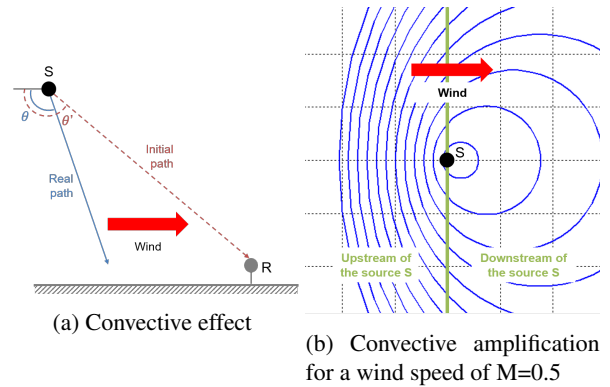 S
θ
θ'
Initial
path
Real
path
Wind
R
(a) Convective effect
Wind
S
Upstream of
the source S
Downstream of
the source S
(b) Convective amplification
for a wind speed of M=0.5